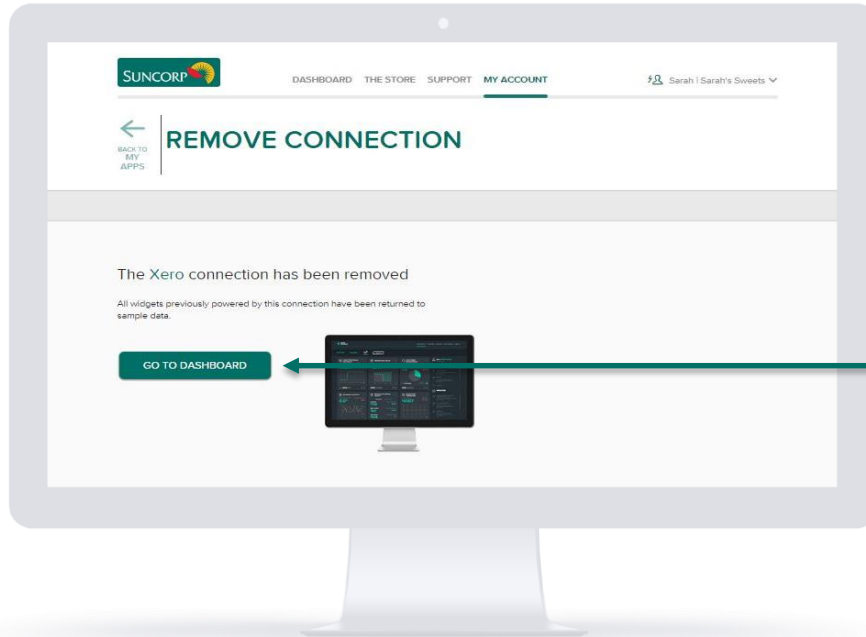 SUNCORP
DASHBOARD THE STORE SUPPORT MY ACCOUNT
Sarah | Sarah's Sweets
BACK TO
MY
APPS
REMOVE CONNECTION
The Xero connection has been removed
All widgets previously powered by this connection have been returned to
sample data.
GO TO DASHBOARD